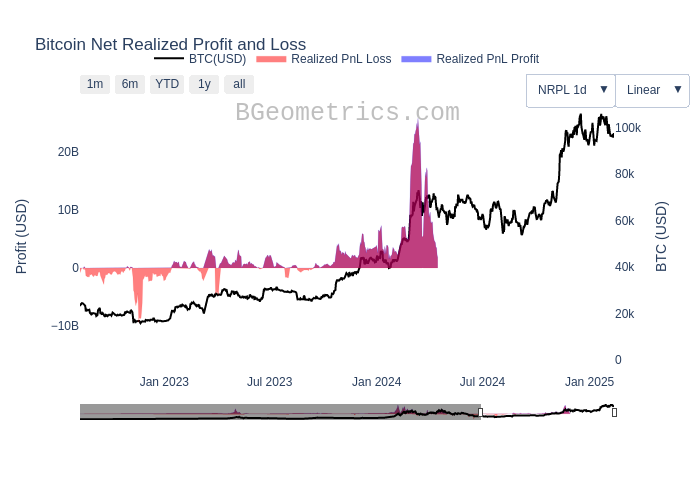 Bitcoin Net Realized Profit and Loss
BTC(USD) Realized PnL Loss Realized PnL Profit
1m 6m YTD 1y all
NRPL 1d ▼ Linear ▼
BGeometrics.com
20B
10B
0
−10B
Profit (USD)
100k
80k
60k
40k
20k
0
BTC (USD)
Jan 2023 Jul 2023 Jan 2024 Jul 2024 Jan 2025